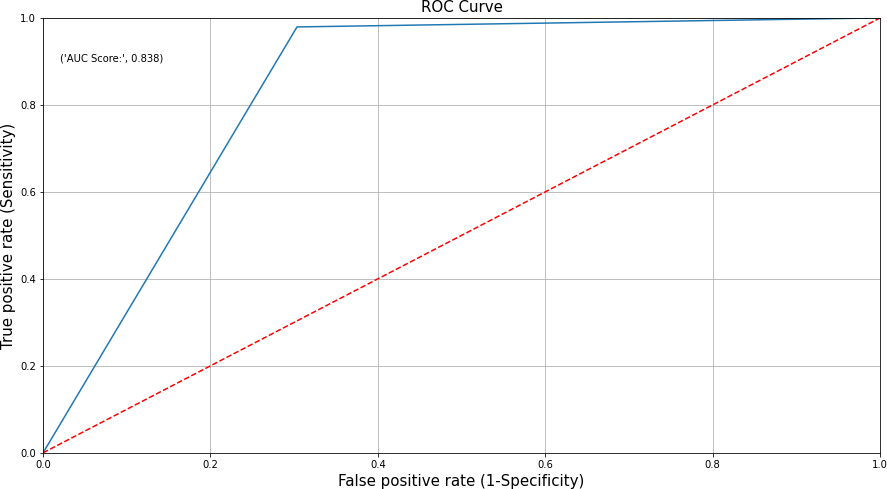 ROC Curve
1.0
('AUC Score:', 0.838)
0.8
0.6
0.4
0.2
0.0
True positive rate (Sensitivity)
0.0 0.2 0.4 0.6 0.8 1.0
False positive rate (1-Specificity)